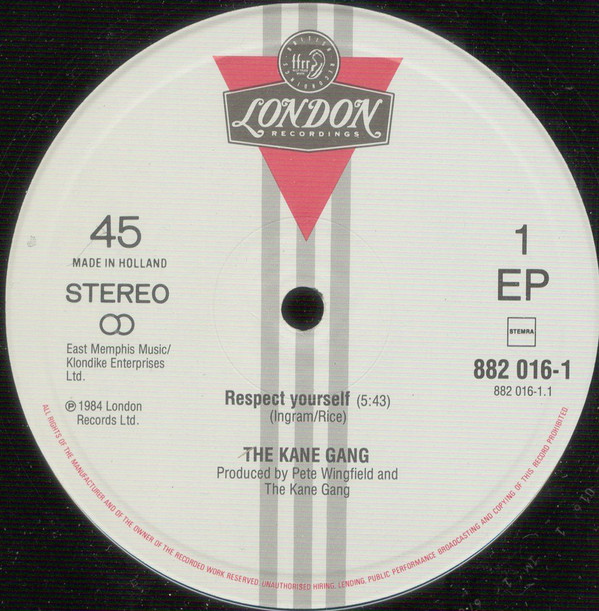 ffrr
LONDON
RECORDINGS
45
MADE IN HOLLAND
STEREO
East Memphis Music/
Klondike Enterprises
Ltd.
℗ 1984 London
Records Ltd.
1
EP
STEMRA
882 016-1
882 016-1.1
Respect yourself (5:43)
(Ingram/Rice)
THE KANE GANG
Produced by Pete Wingfield and
The Kane Gang
ALL RIGHTS OF THE MANUFACTURER AND OF THE OWNER OF THE RECORDED WORK RESERVED. UNAUTHORISED HIRING, LENDING, PUBLIC PERFORMANCE BROADCASTING AND COPYING OF THIS RECORD PROHIBITED